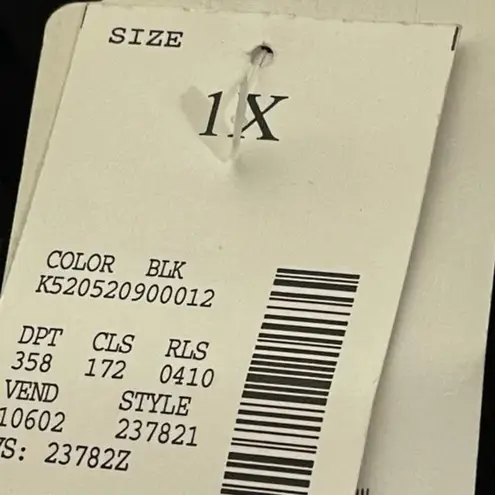 SIZE
1X
COLOR BLK
K520520900012
DPT CLS RLS
358 172 0410
VEND STYLE
10602 237821
S: 23782Z